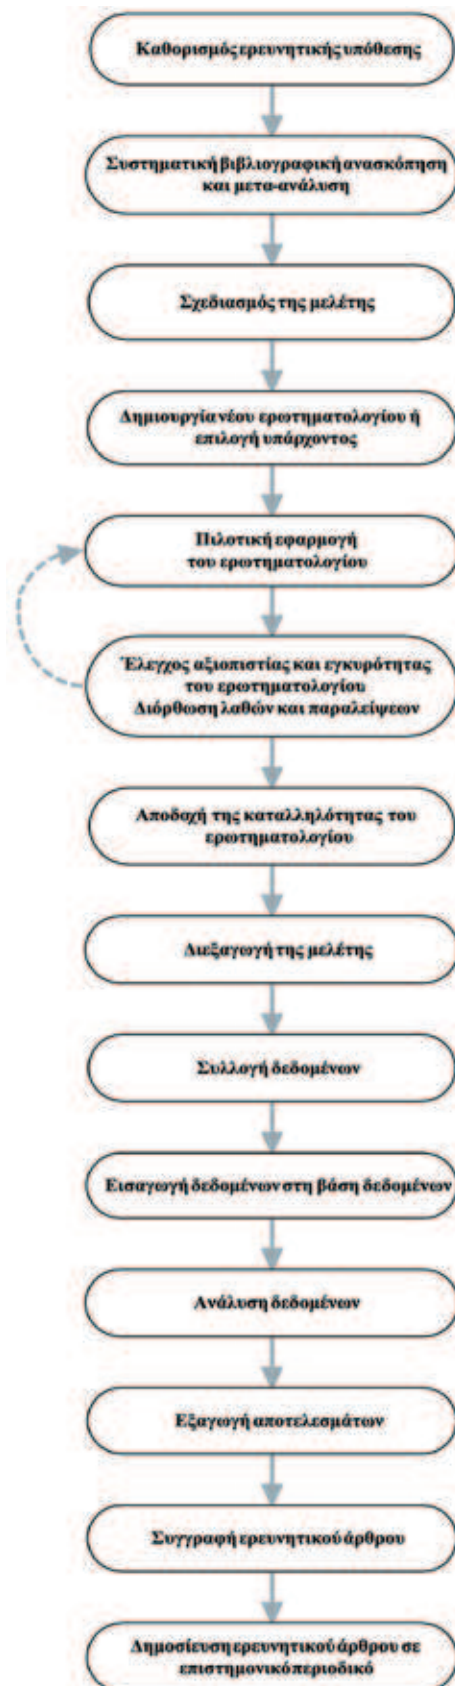 Καθορισμός ερευνητικής υπόθεσης
Συστηματική βιβλιογραφική ανασκόπηση
και μετα-ανάλυση
Σχεδιασμός της μελέτης
Δημιουργία νέου ερωτηματολογίου ή
επιλογή υπάρχοντος
Πιλοτική εφαρμογή
του ερωτηματολογίου
Έλεγχος αξιοπιστίας και εγκυρότητας
του ερωτηματολογίου
Διόρθωση λαθών και παραλείψεων
Αποδοχή της καταλληλότητας του
ερωτηματολογίου
Διεξαγωγή της μελέτης
Συλλογή δεδομένων
Εισαγωγή δεδομένων στη βάση δεδομένων
Ανάλυση δεδομένων
Εξαγωγή αποτελεσμάτων
Συγγραφή ερευνητικού άρθρου
Δημοσίευση ερευνητικού άρθρου σε
επιστημονικό περιοδικό